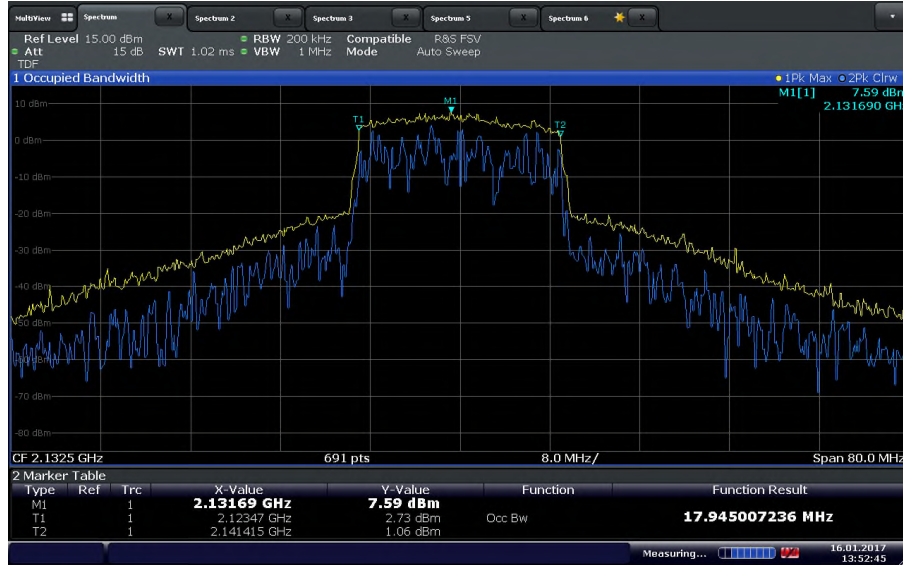 MultiView Spectrum X Spectrum 2 X Spectrum 3 X Spectrum 5 X Spectrum 6 X
Ref Level 15.00 dBm RBW 200 kHz Compatible R&S FSV
Att 15 dB SWT 1.02 ms VBW 1 MHz Mode Auto Sweep
TDF
1 Occupied Bandwidth 1Pk Max 2Pk Clrw
M1[1] 7.59 dBm
2.131690 GHz
10 dBm
M1
T1
T2
0 dBm
-10 dBm
-20 dBm
-30 dBm
-40 dBm
-50 dBm
-70 dBm
-80 dBm
CF 2.1325 GHz 691 pts 8.0 MHz/ Span 80.0 MHz
2 Marker Table
Type Ref Trc X-Value Y-Value Function Function Result
M1 1 2.13169 GHz 7.59 dBm
T1 1 2.12347 GHz 2.73 dBm Occ Bw 17.945007236 MHz
T2 1 2.141415 GHz 1.06 dBm
Measuring... 16.01.2017
13:52:45